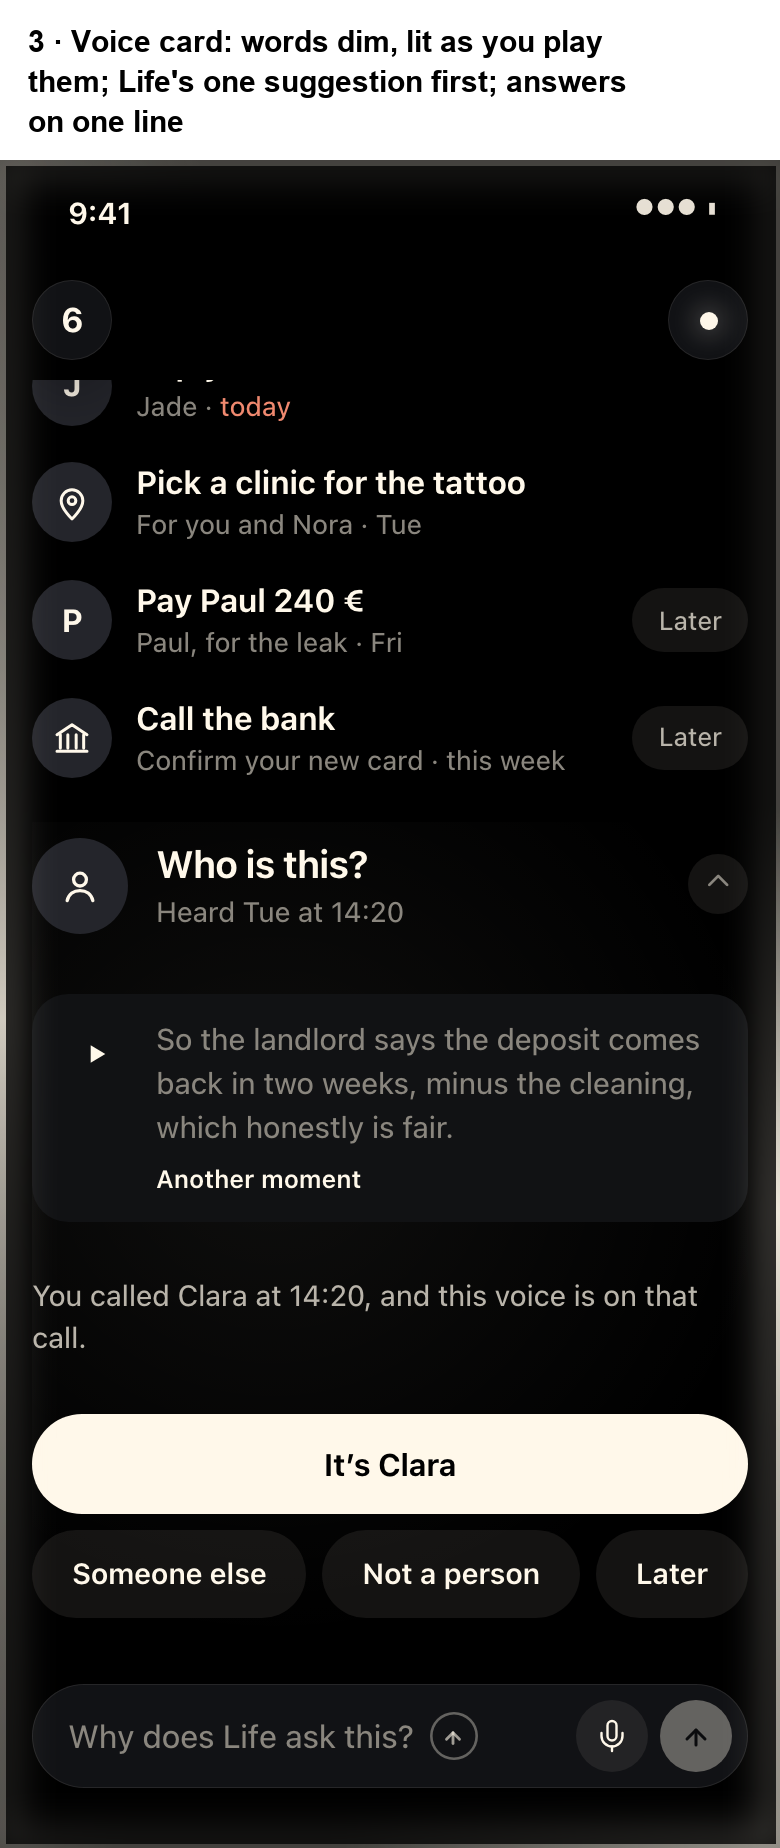 3 · Voice card: words dim, lit as you play
them; Life's one suggestion first; answers
on one line
9:41
6
J
Jade · today
Pick a clinic for the tattoo
For you and Nora · Tue
P
Pay Paul 240 €
Paul, for the leak · Fri
Later
Call the bank
Confirm your new card · this week
Later
Who is this?
Heard Tue at 14:20
So the landlord says the deposit comes
back in two weeks, minus the cleaning,
which honestly is fair.
Another moment
You called Clara at 14:20, and this voice is on that
call.
It’s Clara
Someone else
Not a person
Later
Why does Life ask this?